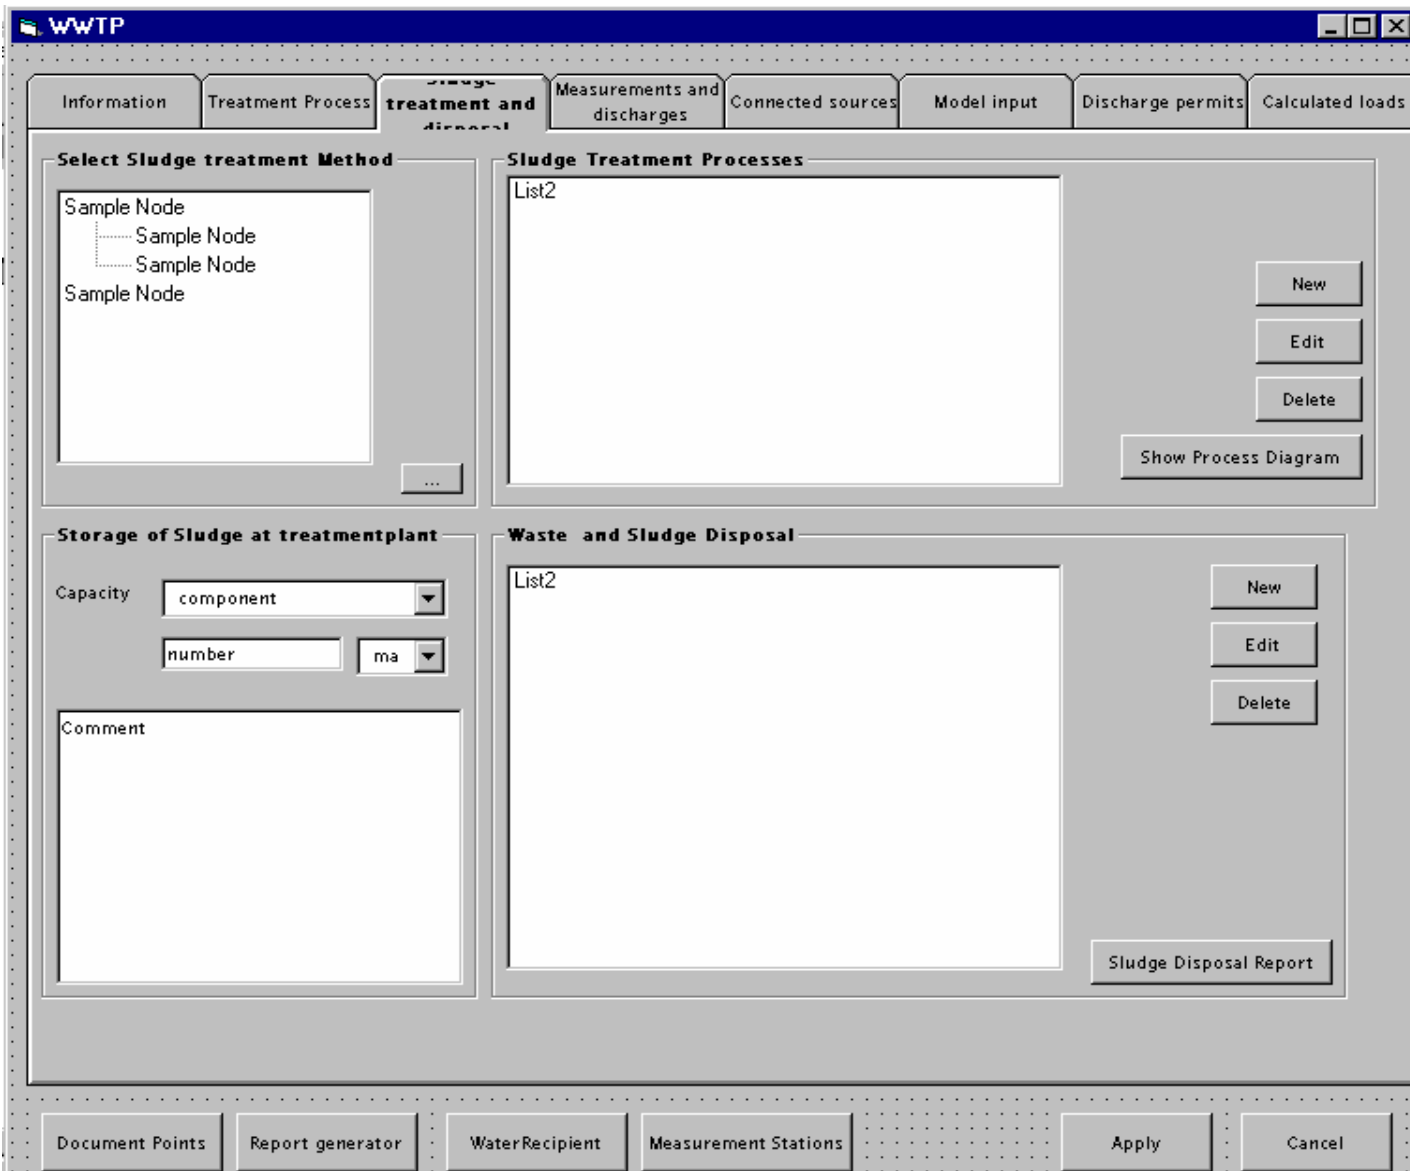 WWTP
Information
Treatment Process
Sludge
treatment and
disposal
Measurements and
discharges
Connected sources
Model input
Discharge permits
Calculated loads
Select Sludge treatment Method
Sample Node
Sample Node
Sample Node
Sample Node
...
Sludge Treatment Processes
List2
New
Edit
Delete
Show Process Diagram
Storage of Sludge at treatmentplant
Capacity
component
number
ma
Comment
Waste and Sludge Disposal
List2
New
Edit
Delete
Sludge Disposal Report
Document Points
Report generator
WaterRecipient
Measurement Stations
Apply
Cancel